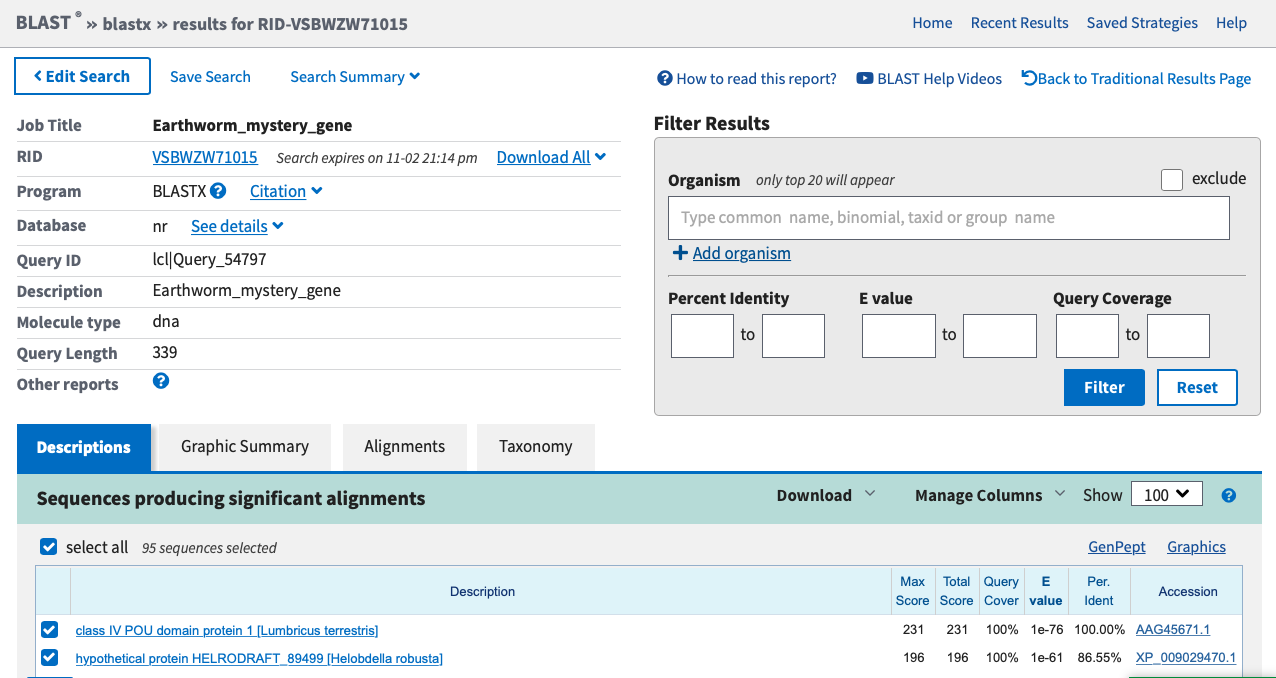 BLAST ® » blastx » results for RID-VSBWZW71015
Home Recent Results Saved Strategies Help
Edit Search Save Search Search Summary
How to read this report? BLAST Help Videos Back to Traditional Results Page
Job Title Earthworm_mystery_gene
RID VSBWZW71015 Search expires on 11-02 21:14 pm Download All
Program BLASTX Citation
Database nr See details
Query ID lcl|Query_54797
Description Earthworm_mystery_gene
Molecule type dna
Query Length 339
Other reports
Filter Results
Organism only top 20 will appear exclude
Type common name, binomial, taxid or group name
Add organism
Percent Identity E value Query Coverage
to to to
Filter Reset
Descriptions Graphic Summary Alignments Taxonomy
Sequences producing significant alignments Download Manage Columns Show 100
select all 95 sequences selected GenPept Graphics
Description Max Score Total Score Query Cover E value Per. Ident Accession
class IV POU domain protein 1 [Lumbricus terrestris] 231 231 100% 1e-76 100.00% AAG45671.1
hypothetical protein HELRODRAFT_89499 [Helobdella robusta] 196 196 100% 1e-61 86.55% XP_009029470.1